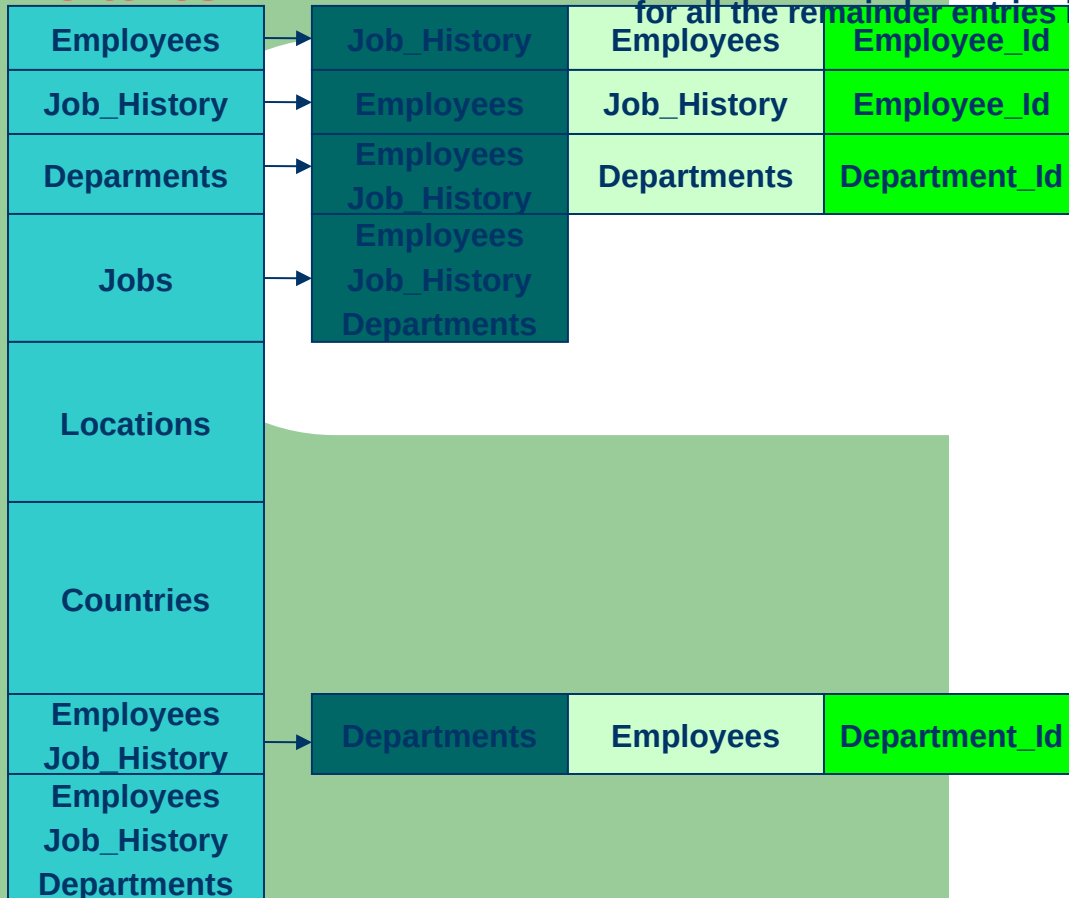 for all the remainder entries
Employees Job_History Employees Employee_Id
Job_History Employees Job_History Employee_Id
Deparments Employees Job_History Departments Department_Id
Jobs Employees Job_History Departments
Locations
Countries
Employees
Job_History
Departments Employees Department_Id
Employees
Job_History
Departments